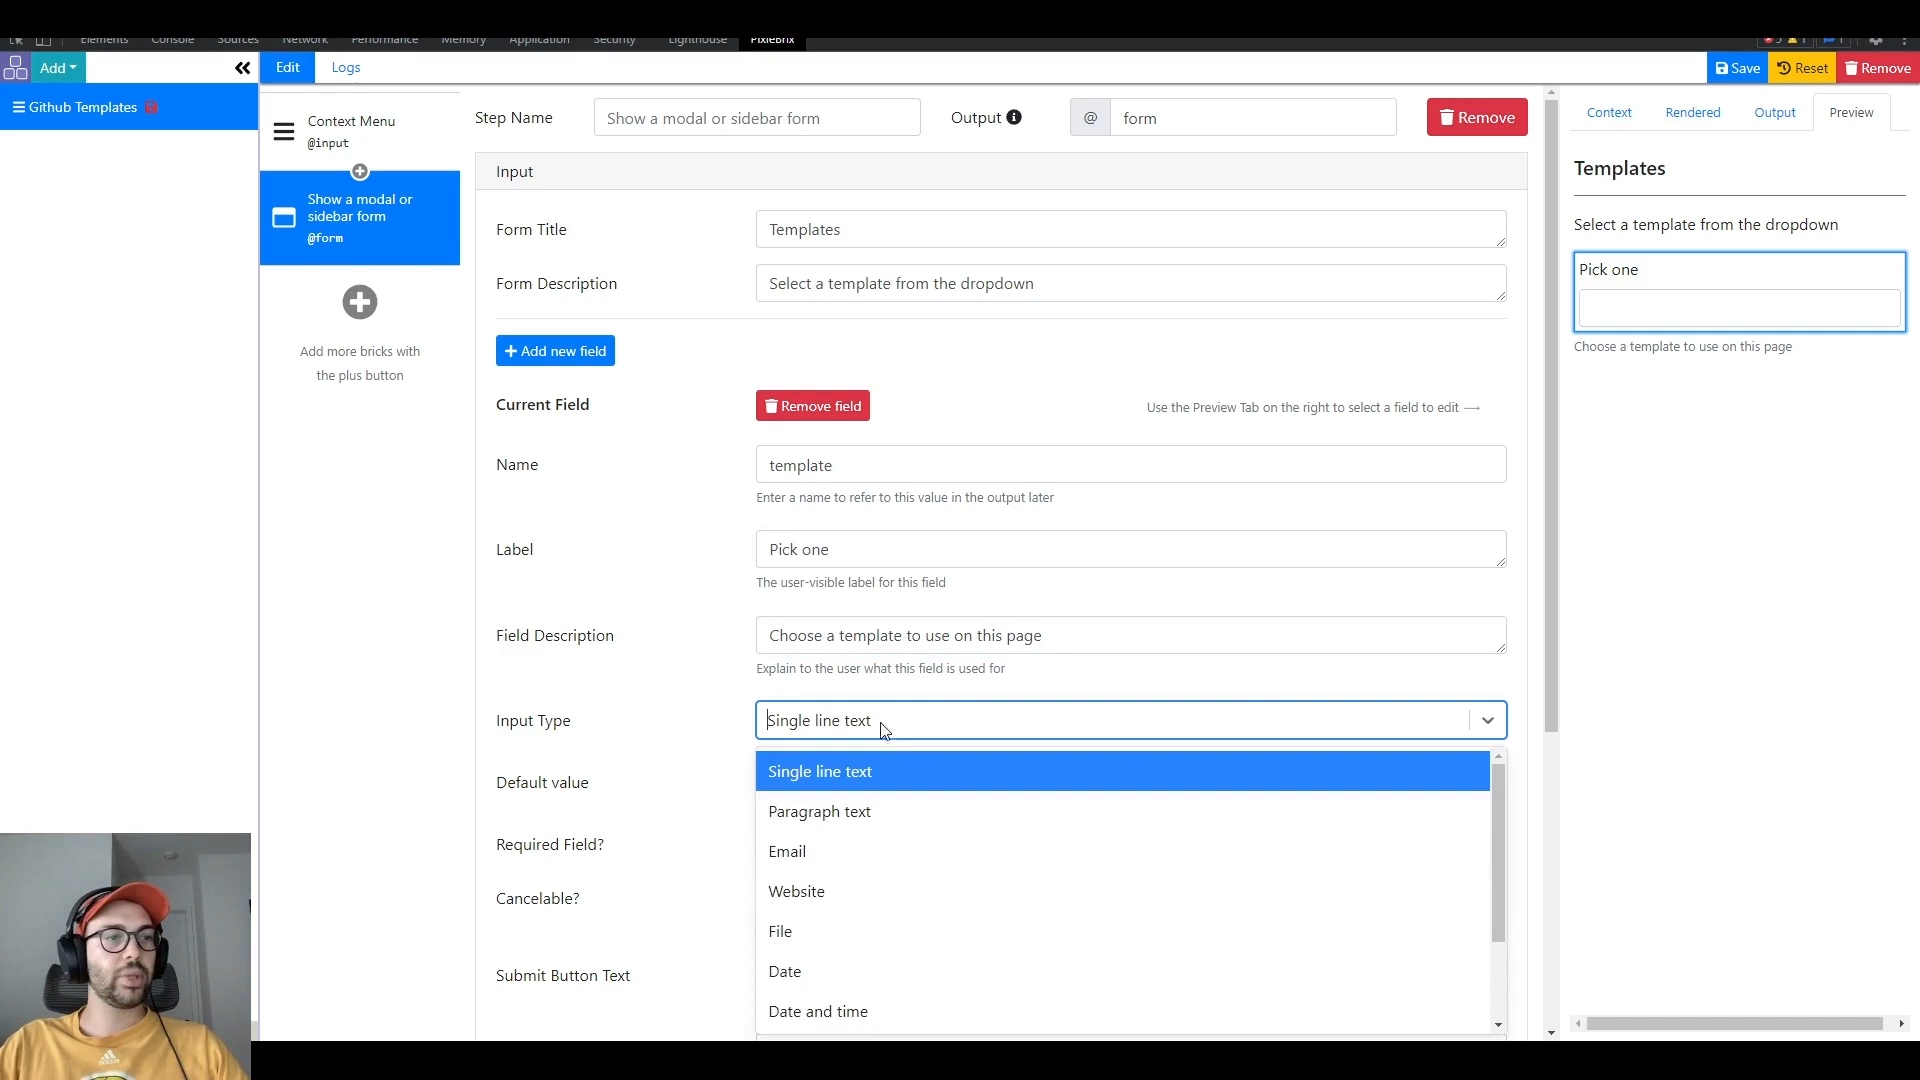 Elements Console Sources Network Performance Memory Application Security Lighthouse PixieBrix
Add
Edit
Logs
Save
Reset
Remove
Github Templates
Context Menu
@input
Show a modal or
sidebar form
@form
Add more bricks with
the plus button
Step Name
Show a modal or sidebar form
Output
@
form
Remove
Input
Form Title
Templates
Form Description
Select a template from the dropdown
Add new field
Current Field
Remove field
Use the Preview Tab on the right to select a field to edit ⟶
Name
template
Enter a name to refer to this value in the output later
Label
Pick one
The user-visible label for this field
Field Description
Choose a template to use on this page
Explain to the user what this field is used for
Input Type
Single line text
Default value
Required Field?
Cancelable?
Submit Button Text
Single line text
Paragraph text
Email
Website
File
Date
Date and time
Context
Rendered
Output
Preview
Templates
Select a template from the dropdown
Pick one
Choose a template to use on this page